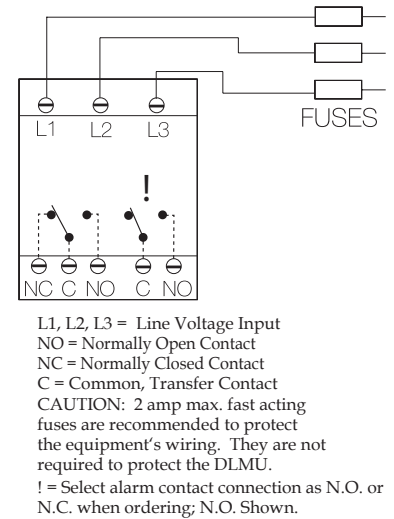 FUSES
L1 L2 L3
!
NC C NO C NO
L1, L2, L3 = Line Voltage Input
NO = Normally Open Contact
NC = Normally Closed Contact
C = Common, Transfer Contact
CAUTION: 2 amp max. fast acting
fuses are recommended to protect
the equipment's wiring. They are not
required to protect the DLMU.
! = Select alarm contact connection as N.O. or
N.C. when ordering; N.O. Shown.